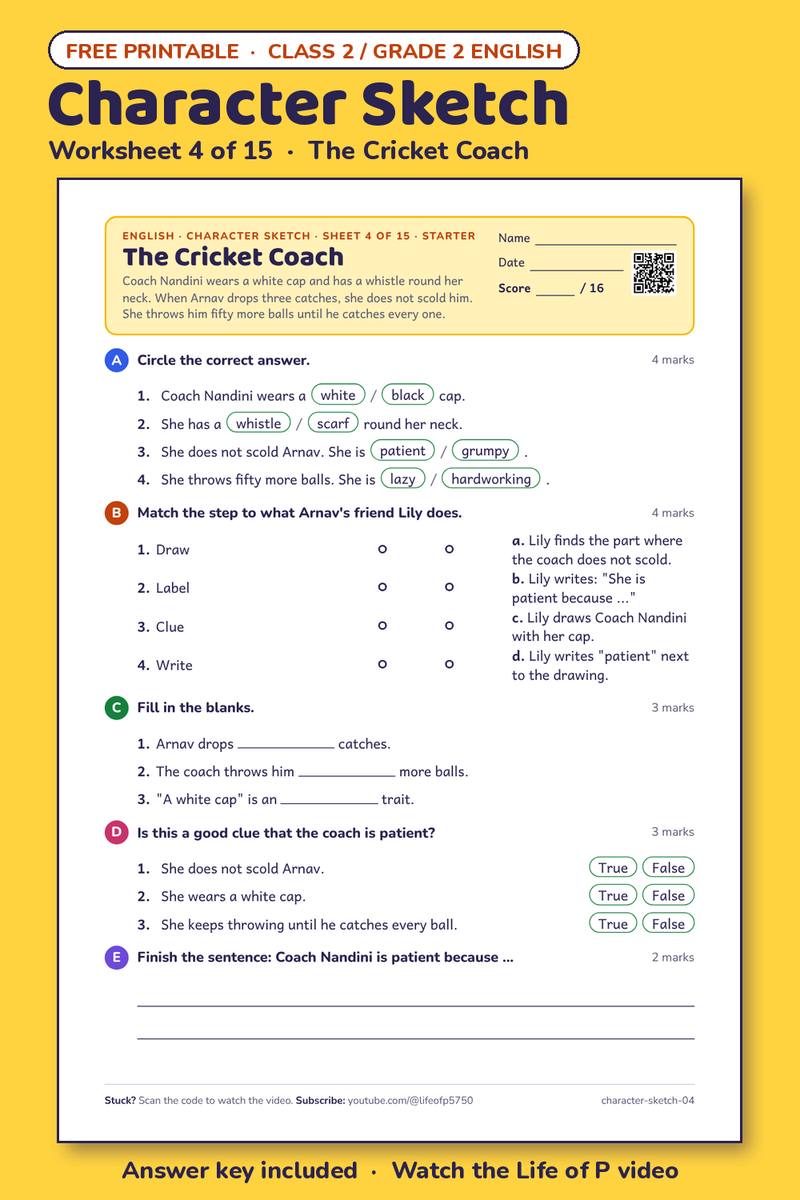 FREE PRINTABLE · CLASS 2 / GRADE 2 ENGLISH
Character Sketch
Worksheet 4 of 15 · The Cricket Coach
ENGLISH · CHARACTER SKETCH · SHEET 4 OF 15 · STARTER
The Cricket Coach
Coach Nandini wears a white cap and has a whistle round her
neck. When Arnav drops three catches, she does not scold him.
She throws him fifty more balls until he catches every one.
Name
Date
Score / 16
A Circle the correct answer. 4 marks
1. Coach Nandini wears a white / black cap.
2. She has a whistle / scarf round her neck.
3. She does not scold Arnav. She is patient / grumpy .
4. She throws fifty more balls. She is lazy / hardworking .
B Match the step to what Arnav's friend Lily does. 4 marks
1. Draw
2. Label
3. Clue
4. Write
a. Lily finds the part where
the coach does not scold.
b. Lily writes: "She is
patient because ..."
c. Lily draws Coach Nandini
with her cap.
d. Lily writes "patient" next
to the drawing.
C Fill in the blanks. 3 marks
1. Arnav drops ____________ catches.
2. The coach throws him ____________ more balls.
3. "A white cap" is an ____________ trait.
D Is this a good clue that the coach is patient? 3 marks
1. She does not scold Arnav. True False
2. She wears a white cap. True False
3. She keeps throwing until he catches every ball. True False
E Finish the sentence: Coach Nandini is patient because ... 2 marks
Stuck? Scan the code to watch the video. Subscribe: youtube.com/@lifeofp5750 character-sketch-04
Answer key included · Watch the Life of P video